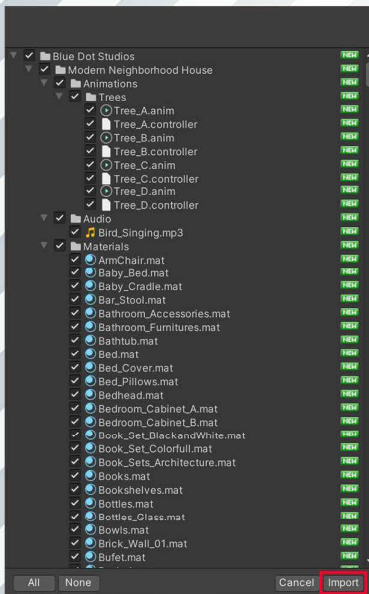 Blue Dot Studios NEW
Modern Neighborhood House NEW
Animations NEW
Trees NEW
Tree_A.anim NEW
Tree_A.controller NEW
Tree_B.anim NEW
Tree_B.controller NEW
Tree_C.anim NEW
Tree_C.controller NEW
Tree_D.anim NEW
Tree_D.controller NEW
Audio NEW
Bird_Singing.mp3 NEW
Materials NEW
ArmChair.mat NEW
Baby_Bed.mat NEW
Baby_Cradle.mat NEW
Bar_Stool.mat NEW
Bathroom_Accessories.mat NEW
Bathroom_Furnitures.mat NEW
Bathtub.mat NEW
Bed.mat NEW
Bed_Cover.mat NEW
Bed_Pillows.mat NEW
Bedhead.mat NEW
Bedroom_Cabinet_A.mat NEW
Bedroom_Cabinet_B.mat NEW
Book_Set_BlackandWhite.mat NEW
Book_Set_Colorfull.mat NEW
Book_Sets_Architecture.mat NEW
Books.mat NEW
Bookshelves.mat NEW
Bottles.mat NEW
Bottles_Glass.mat NEW
Bowls.mat NEW
Brick_Wall_01.mat NEW
Bufet.mat NEW
All None Cancel Import